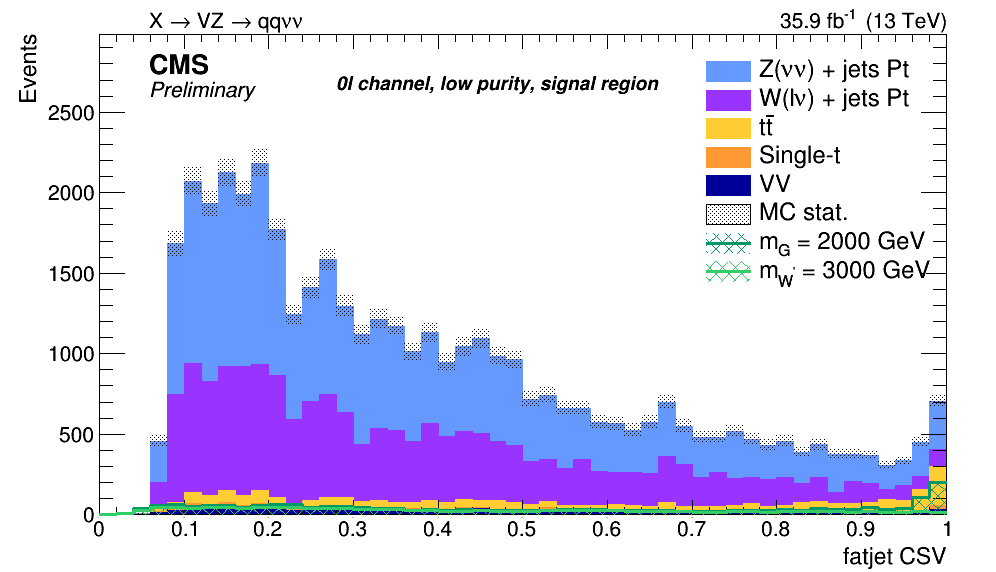 X → VZ → qqνν
35.9 fb⁻¹ (13 TeV)
Events
CMS
Preliminary
0l channel, low purity, signal region
Z(νν) + jets Pt
W(lν) + jets Pt
tt̄
Single-t
VV
MC stat.
m_G = 2000 GeV
m_W' = 3000 GeV
2500
2000
1500
1000
500
0
0 0.1 0.2 0.3 0.4 0.5 0.6 0.7 0.8 0.9 1
fatjet CSV